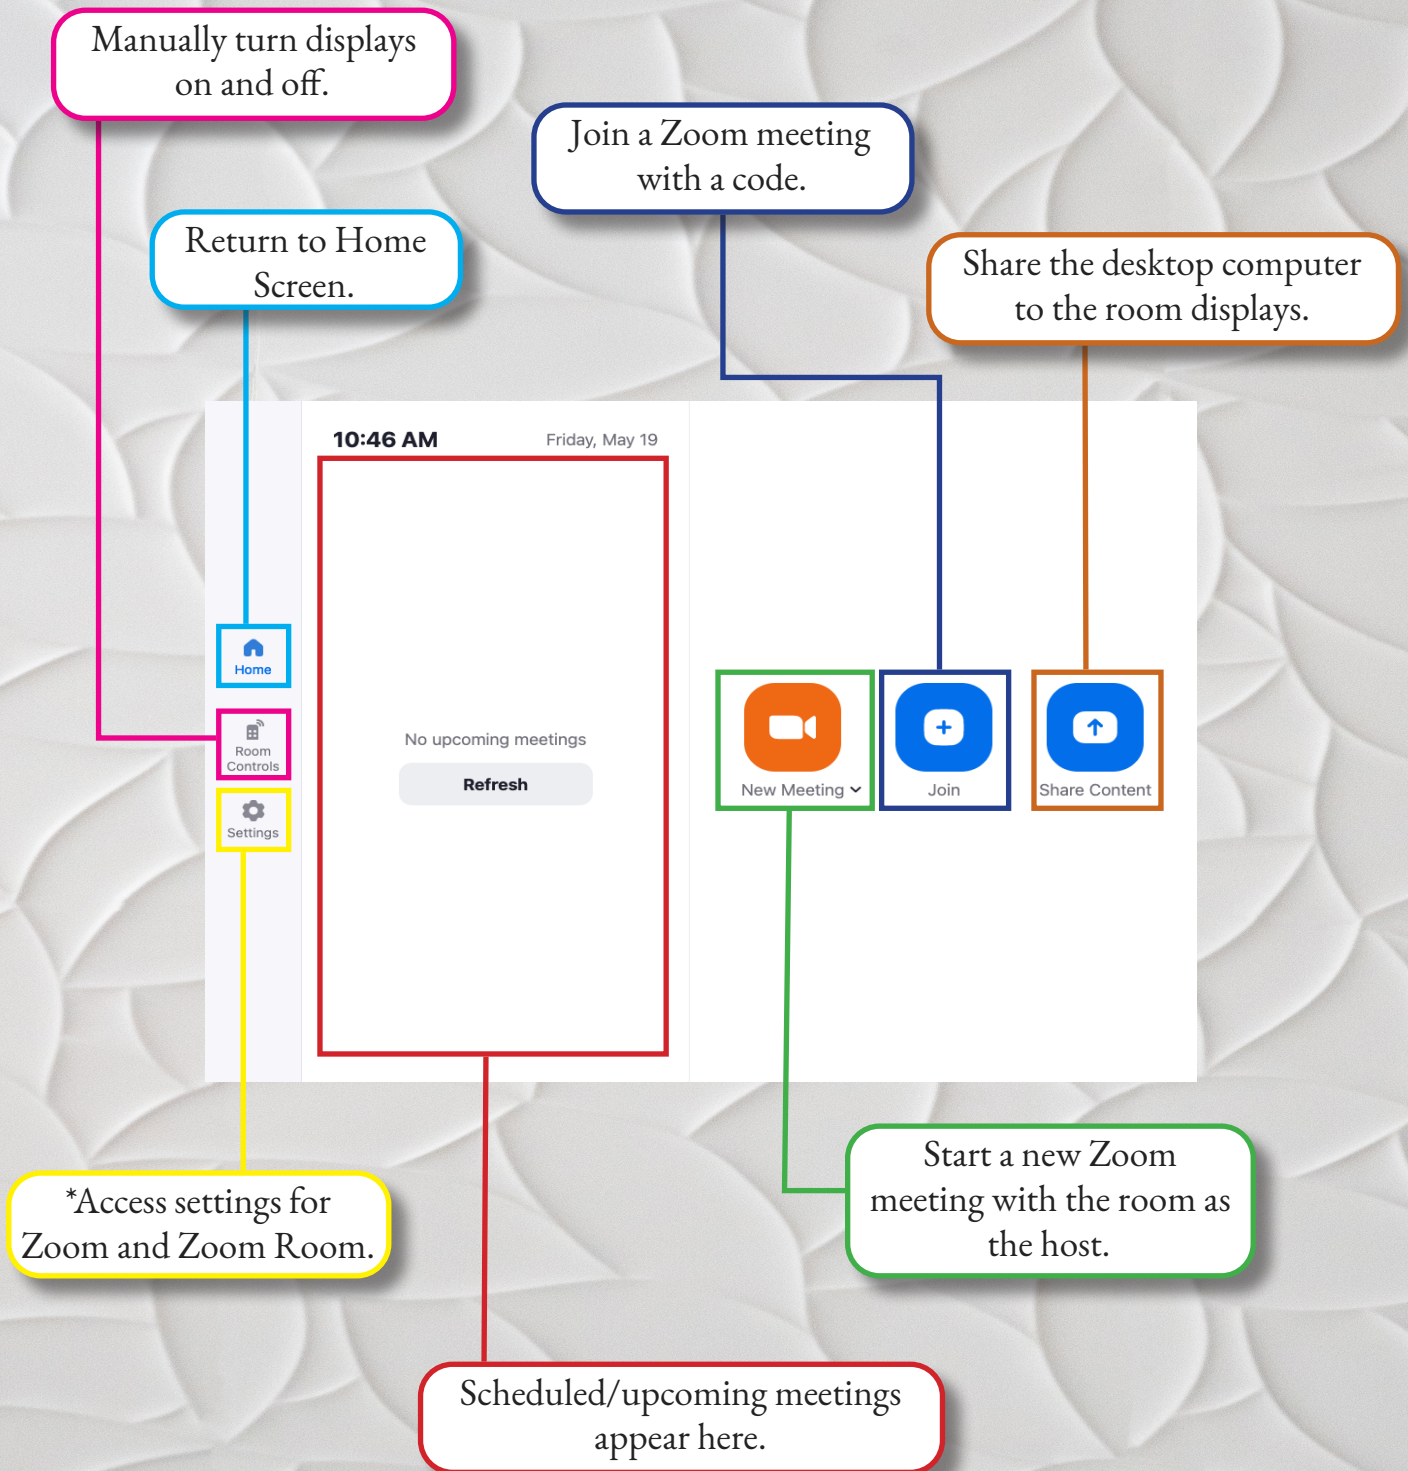 Manually turn displays
on and off.
Join a Zoom meeting
with a code.
Return to Home
Screen.
Share the desktop computer
to the room displays.
10:46 AM
Friday, May 19
Home
Room
Controls
Settings
No upcoming meetings
Refresh
New Meeting
Join
Share Content
*Access settings for
Zoom and Zoom Room.
Start a new Zoom
meeting with the room as
the host.
Scheduled/upcoming meetings
appear here.